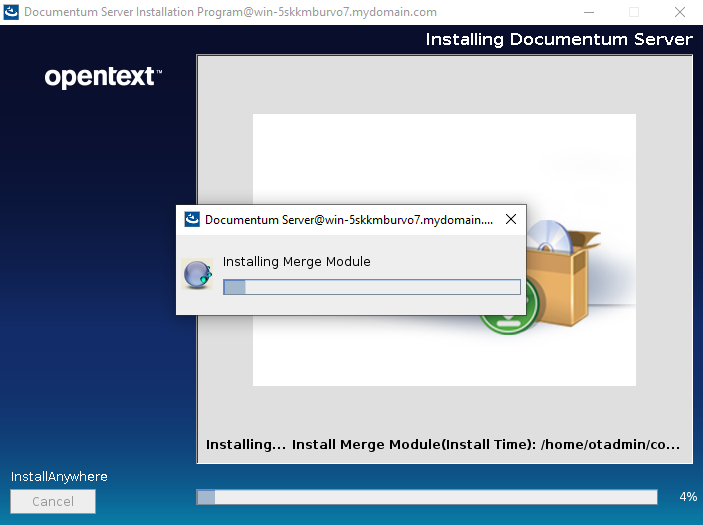 Documentum Server Installation Program@win-5skkmburvo7.mydomain.com
Installing Documentum Server
opentext™
Documentum Server@win-5skkmburvo7.mydomain....
Installing Merge Module
Installing... Install Merge Module(Install Time): /home/otadmin/co...
InstallAnywhere
Cancel
4%